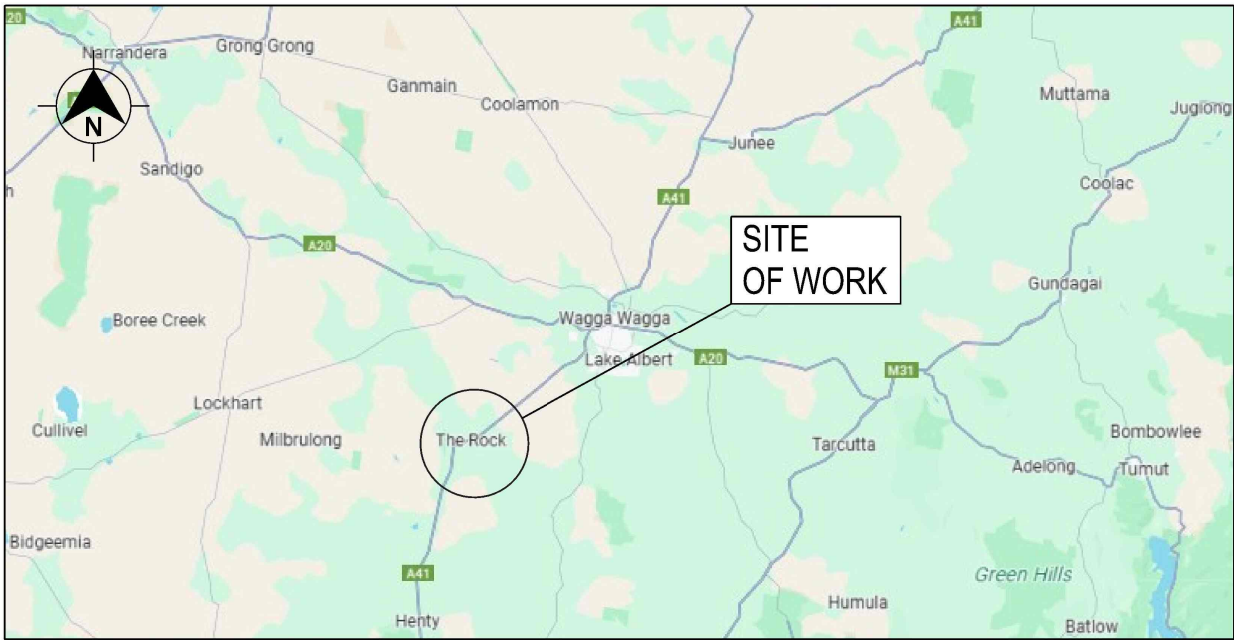 20
A41
Narrandera
Grong Grong
Ganmain
Coolamon
Muttama
Jugiong
N
Junee
Sandigo
h
Coolac
A41
A20
SITE
OF WORK
Gundagai
Boree Creek
Wagga Wagga
Lake Albert
A20
M31
Lockhart
Cullivel
Milbrulong
The Rock
Tarcutta
Bombowlee
Adelong
Tumut
Bidgeemia
A41
Green Hills
Henty
Humula
Batlow